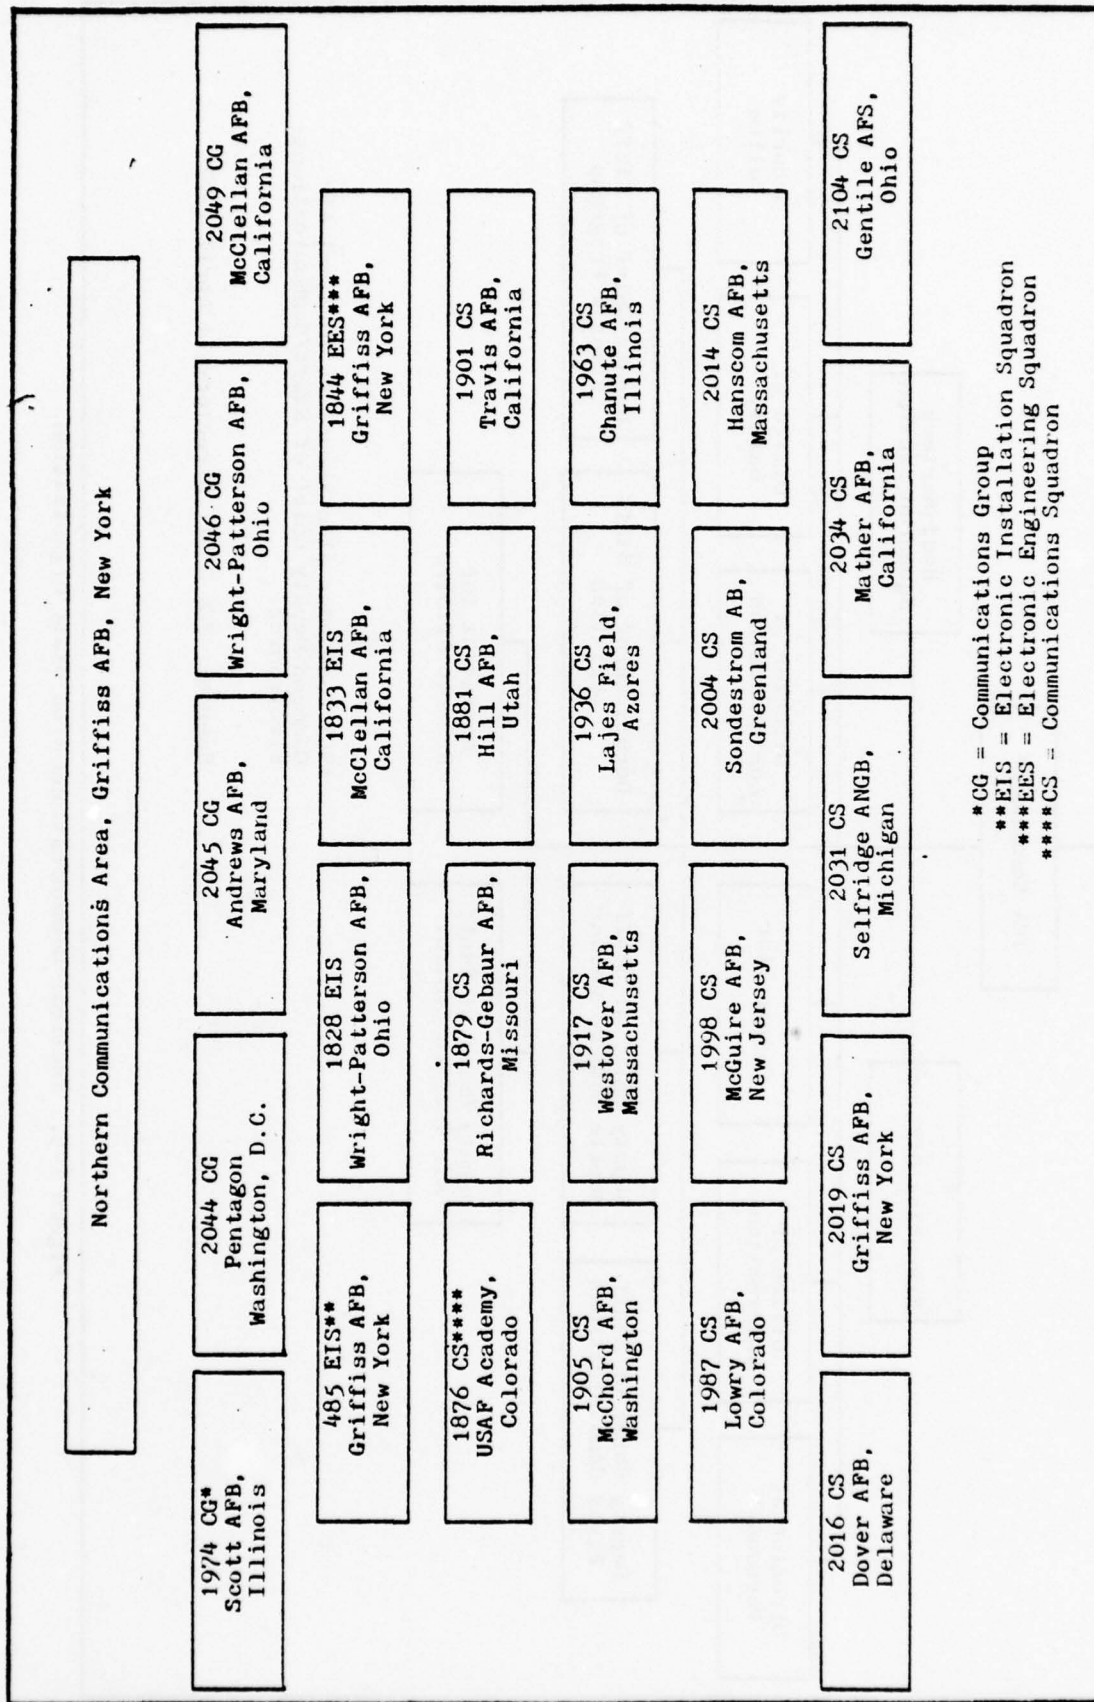 Northern Communications Area, Griffiss AFB, New York
1974 CG*
Scott AFB,
Illinois
2044 CG
Pentagon
Washington, D.C.
2045 CG
Andrews AFB,
Maryland
2046 CG
Wright-Patterson AFB,
Ohio
2049 CG
McClellan AFB,
California
485 EIS**
Griffiss AFB,
New York
1828 EIS
Wright-Patterson AFB,
Ohio
1833 EIS
McClellan AFB,
California
1844 EES***
Griffiss AFB,
New York
1876 CS****
USAF Academy,
Colorado
1879 CS
Richards-Gebaur AFB,
Missouri
1881 CS
Hill AFB,
Utah
1901 CS
Travis AFB,
California
1905 CS
McChord AFB,
Washington
1917 CS
Westover AFB,
Massachusetts
1936 CS
Lajes Field,
Azores
1963 CS
Chanute AFB,
Illinois
1987 CS
Lowry AFB,
Colorado
1998 CS
McGuire AFB,
New Jersey
2004 CS
Sondestrom AB,
Greenland
2014 CS
Hanscom AFB,
Massachusetts
2016 CS
Dover AFB,
Delaware
2019 CS
Griffiss AFB,
New York
2031 CS
Selfridge ANGB,
Michigan
2034 CS
Mather AFB,
California
2104 CS
Gentile AFS,
Ohio
*CG = Communications Group
**EIS = Electronic Installation Squadron
***EES = Electronic Engineering Squadron
****CS = Communications Squadron